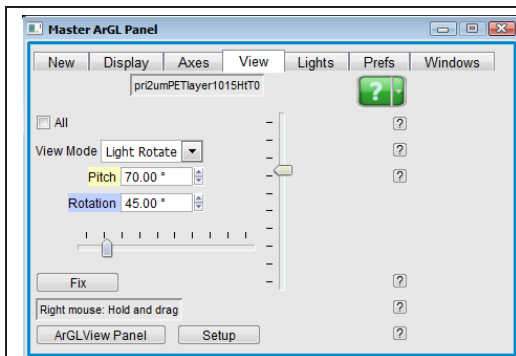 Master ArGL Panel
New Display Axes View Lights Prefs Windows
pri2umPETlayer1015HtT0
?
All
?
View Mode Light Rotate
?
Pitch 70.00 °
?
Rotation 45.00 °
Fix
?
Right mouse: Hold and drag
?
ArGLView Panel Setup
?